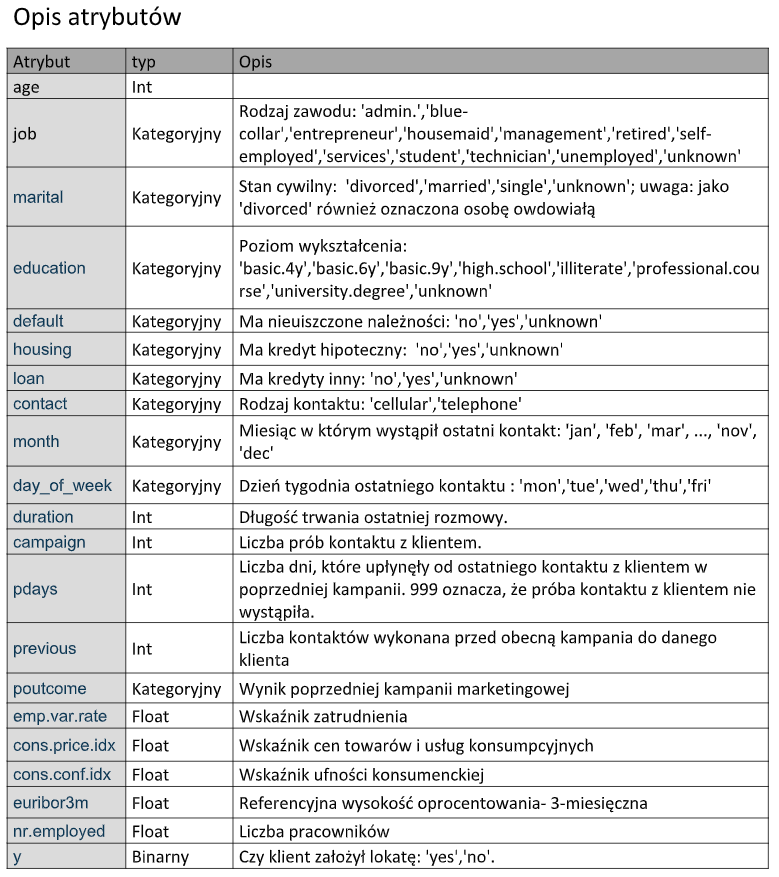 Opis atrybutów
Atrybut typ Opis
age Int
job Kategoryjny Rodzaj zawodu: 'admin.','blue-
collar','entrepreneur','housemaid','management','retired','self-
employed','services','student','technician','unemployed','unknown'
marital Kategoryjny Stan cywilny:  'divorced','married','single','unknown'; uwaga: jako
'divorced' również oznaczona osobę owdowiałą
education Kategoryjny Poziom wykształcenia:
'basic.4y','basic.6y','basic.9y','high.school','illiterate','professional.cou
rse','university.degree','unknown'
default Kategoryjny Ma nieuiszczone należności: 'no','yes','unknown'
housing Kategoryjny Ma kredyt hipoteczny:  'no','yes','unknown'
loan Kategoryjny Ma kredyty inny: 'no','yes','unknown'
contact Kategoryjny Rodzaj kontaktu: 'cellular','telephone'
month Kategoryjny Miesiąc w którym wystąpił ostatni kontakt: 'jan', 'feb', 'mar', ..., 'nov',
'dec'
day_of_week Kategoryjny Dzień tygodnia ostatniego kontaktu : 'mon','tue','wed','thu','fri'
duration Int Długość trwania ostatniej rozmowy.
campaign Int Liczba prób kontaktu z klientem.
pdays Int Liczba dni, które upłynęły od ostatniego kontaktu z klientem w
poprzedniej kampanii. 999 oznacza, że próba kontaktu z klientem nie
wystąpiła.
previous Int Liczba kontaktów wykonana przed obecną kampania do danego
klienta
poutcome Kategoryjny Wynik poprzedniej kampanii marketingowej
emp.var.rate Float Wskaźnik zatrudnienia
cons.price.idx Float Wskaźnik cen towarów i usług konsumpcyjnych
cons.conf.idx Float Wskaźnik ufności konsumenckiej
euribor3m Float Referencyjna wysokość oprocentowania- 3-miesięczna
nr.employed Float Liczba pracowników
y Binarny Czy klient założył lokatę: 'yes','no'.